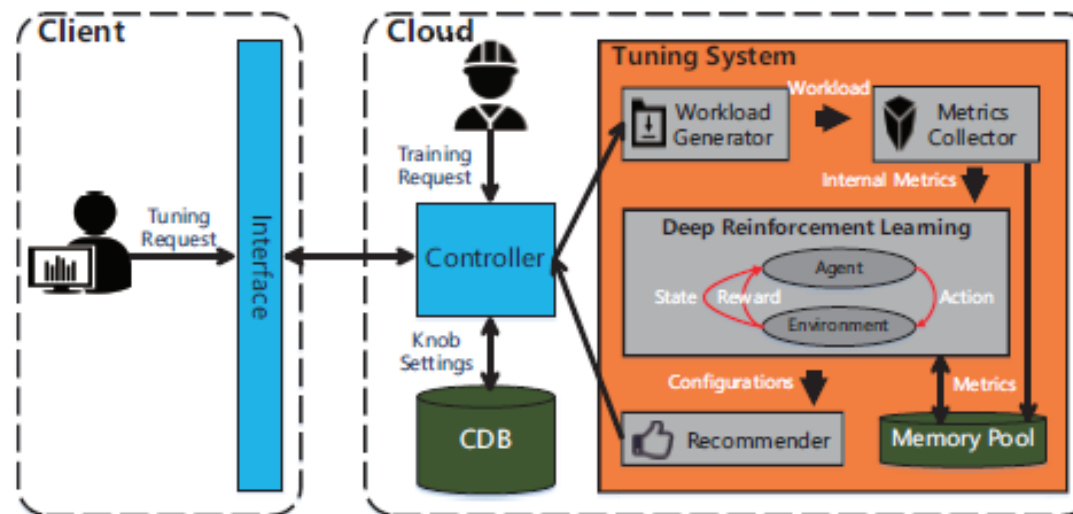 Client
Cloud
Tuning System
Workload
Workload
Generator
Metrics
Collector
Training
Request
Internal Metrics
Tuning
Request
Interface
Controller
Deep Reinforcement Learning
Agent
State
Reward
Action
Environment
Knob
Settings
Configurations
Metrics
CDB
Recommender
Memory Pool